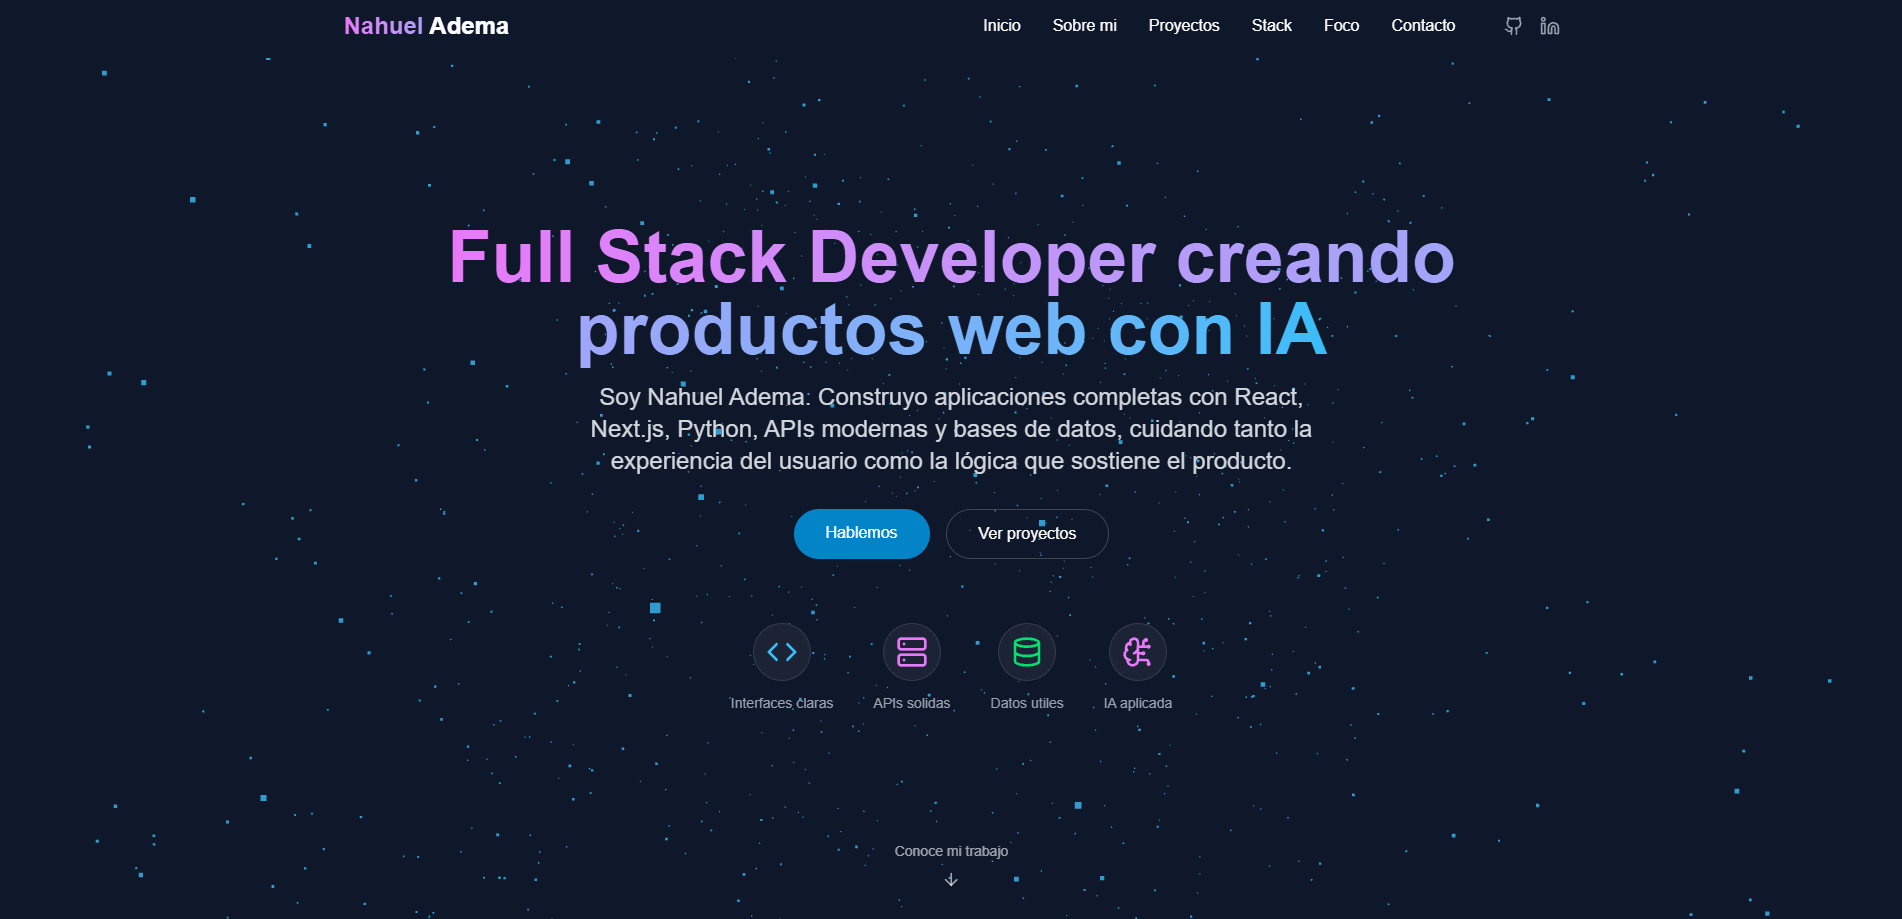 Nahuel Adema
Inicio Sobre mi Proyectos Stack Foco Contacto
Full Stack Developer creando
productos web con IA
Soy Nahuel Adema. Construyo aplicaciones completas con React,
Next.js, Python, APIs modernas y bases de datos, cuidando tanto la
experiencia del usuario como la lógica que sostiene el producto.
Hablemos Ver proyectos
Interfaces claras APIs solidas Datos utiles IA aplicada
Conoce mi trabajo